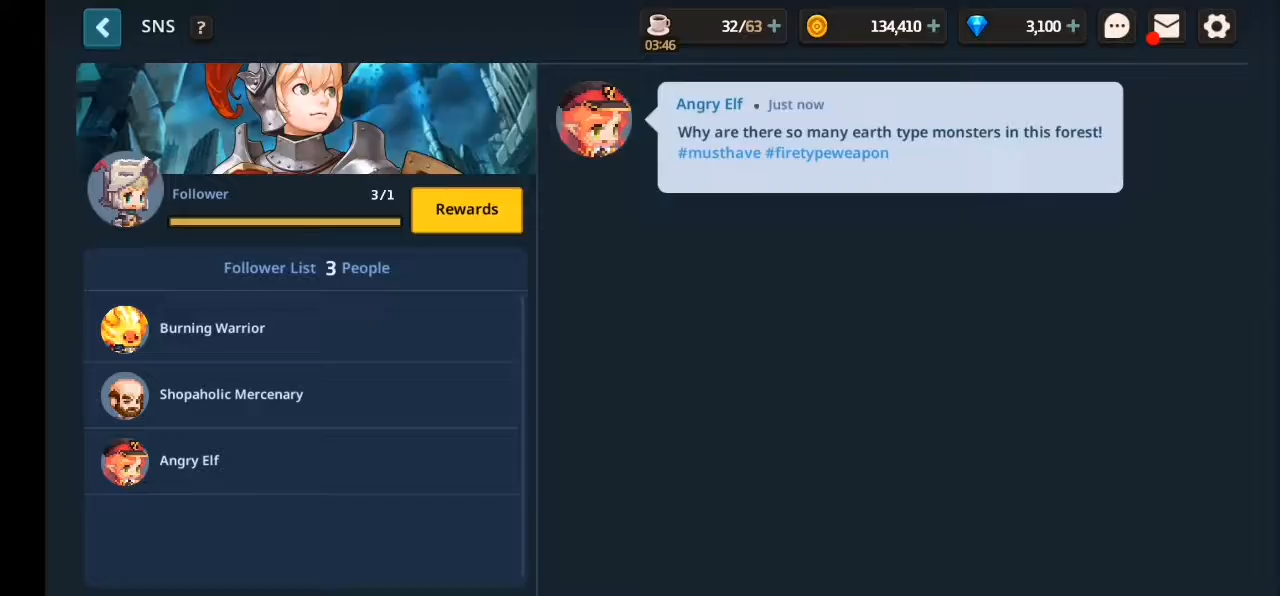 SNS ?
32/63 +
03:46
134,410 +
3,100 +
Follower 3/1
Rewards
Follower List 3 People
Burning Warrior
Shopaholic Mercenary
Angry Elf
Angry Elf • Just now
Why are there so many earth type monsters in this forest!
#musthave #firetypeweapon